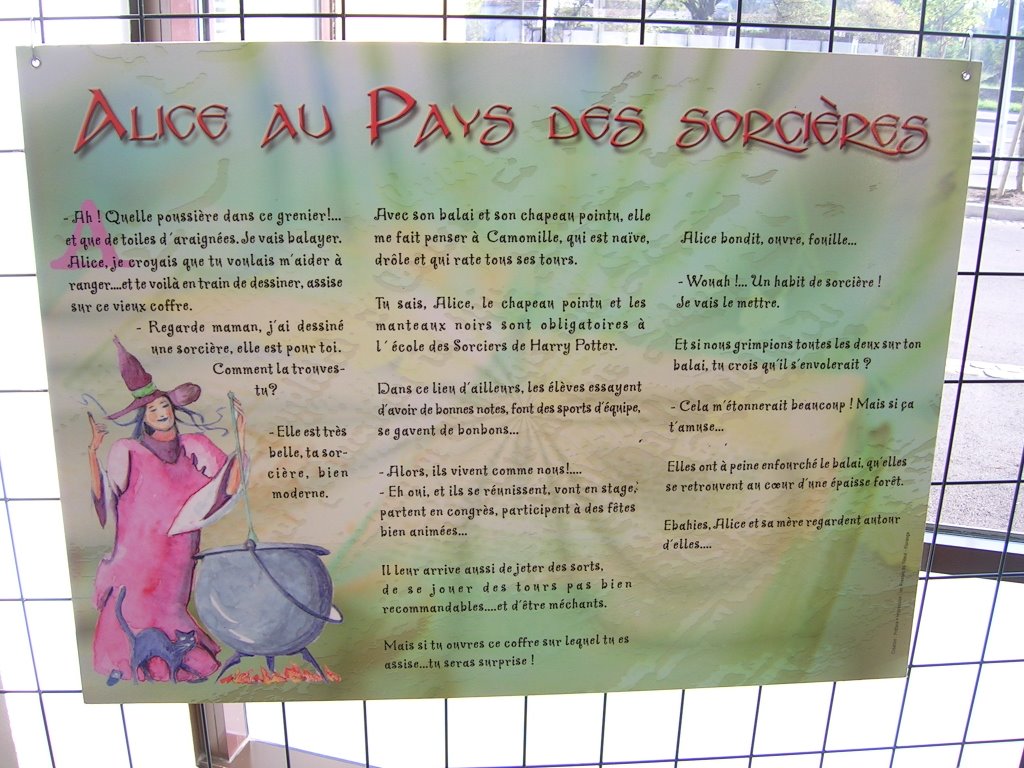 Alice au Pays des sorcières
- Ah ! Quelle poussière dans ce grenier!...
et que de toiles d'araignées. Je vais balayer.
Alice, je croyais que tu voulais m'aider à
ranger....et te voilà en train de dessiner, assise
sur ce vieux coffre.
- Regarde maman, j'ai dessiné
une sorcière, elle est pour toi.
Comment la trouves-
tu?
- Elle est très
belle, ta sor-
cière, bien
moderne.
Avec son balai et son chapeau pointu, elle
me fait penser à Camomille, qui est naïve,
drôle et qui rate tous ses tours.
Tu sais, Alice, le chapeau pointu et les
manteaux noirs sont obligatoires à
l'école des Sorciers de Harry Potter.
Dans ce lieu d'ailleurs, les élèves essayent
d'avoir de bonnes notes, font des sports d'équipe,
se gavent de bonbons...
- Alors, ils vivent comme nous!....
- Eh oui, et ils se réunissent, vont en stage,
partent en congrès, participent à des fêtes
bien animées...
Il leur arrive aussi de jeter des sorts,
de se jouer des tours pas bien
recommandables....et d'être méchants.
Mais si tu ouvres ce coffre sur lequel tu es
assise...tu seras surprise !
Alice bondit, ouvre, fouille...
- Wouah !... Un habit de sorcière !
Je vais le mettre.
Et si nous grimpions toutes les deux sur ton
balai, tu crois qu'il s'envolerait ?
- Cela m'étonnerait beaucoup ! Mais si ça
t'amuse...
Elles ont à peine enfourché le balai, qu'elles
se retrouvent au cœur d'une épaisse forêt.
Ebahies, Alice et sa mère regardent autour
d'elles....